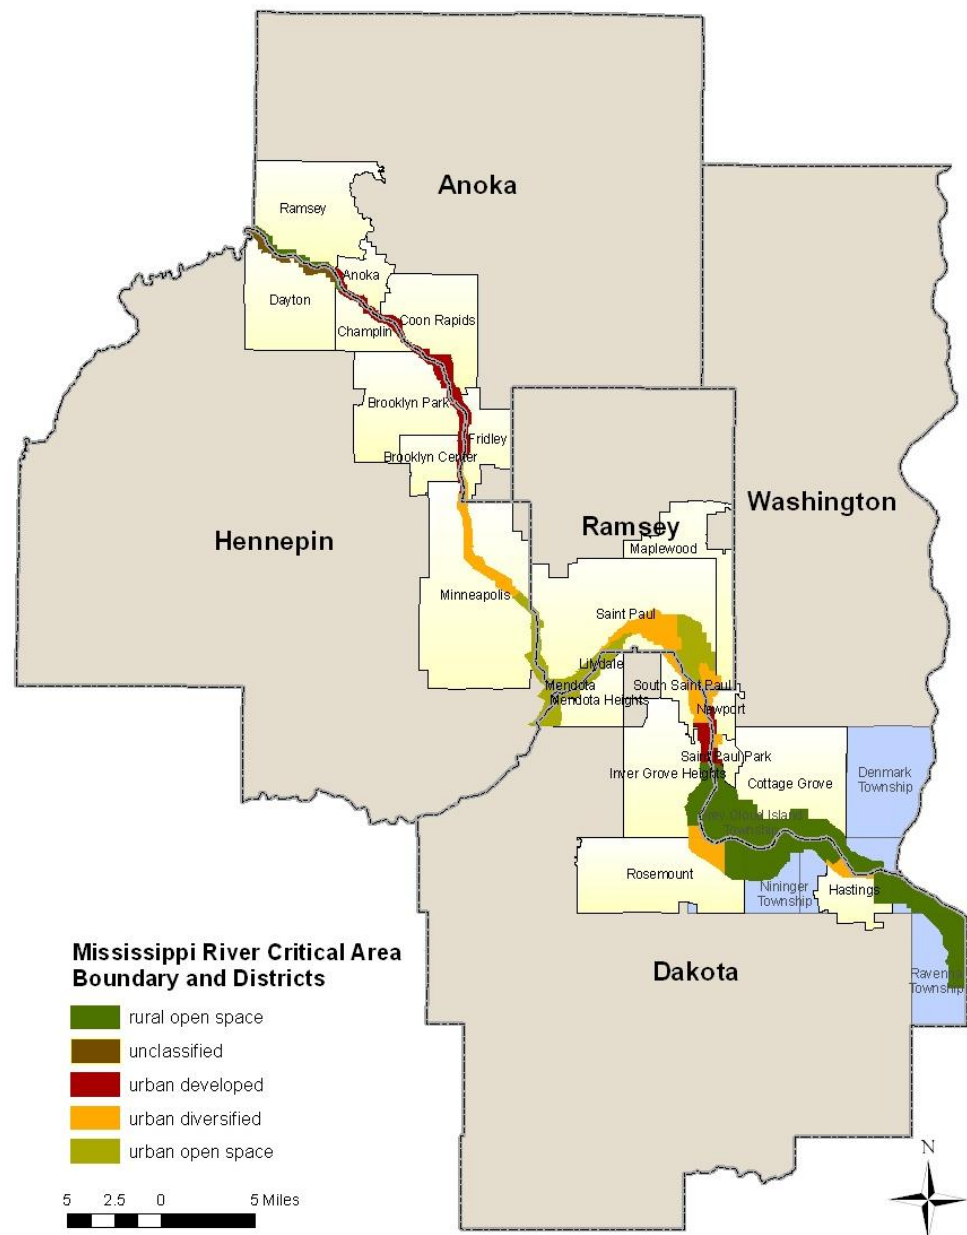 Anoka
Ramsey
Anoka
Dayton
Coon Rapids
Champlin
Brooklyn Park
Fridley
Brooklyn Center
Washington
Hennepin
Ramsey
Maplewood
Minneapolis
Saint Paul
Lilydale
Mendota
South Saint Paul
Mendota Heights
Newport
Saint Paul Park
Inver Grove Heights
Cottage Grove
Denmark
Township
Cloud Island
Township
Rosemount
Nininger
Township
Hastings
Dakota
Ravenna
Township
Mississippi River Critical Area
Boundary and Districts
rural open space
unclassified
urban developed
urban diversified
urban open space
5 2.5 0 5 Miles
N